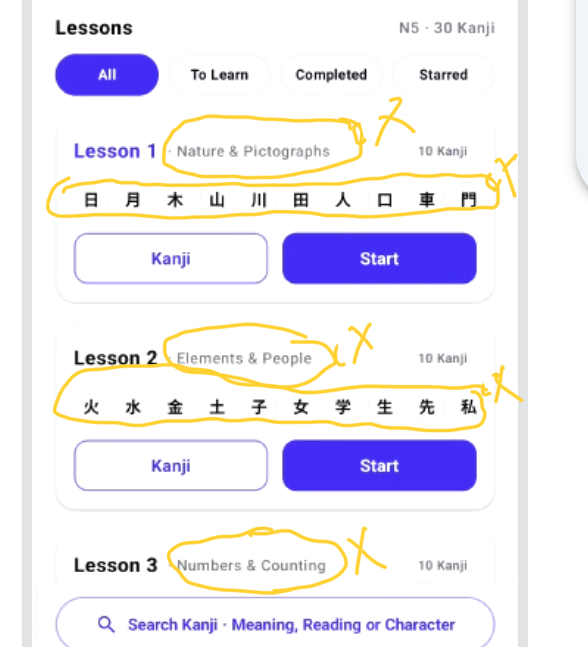 Lessons N5 · 30 Kanji
All To Learn Completed Starred
Lesson 1 · Nature & Pictographs 10 Kanji
日 月 木 山 川 田 人 口 車 門
Kanji Start
Lesson 2 Elements & People 10 Kanji
火 水 金 土 子 女 学 生 先 私
Kanji Start
Lesson 3 · Numbers & Counting 10 Kanji
Search Kanji · Meaning, Reading or Character